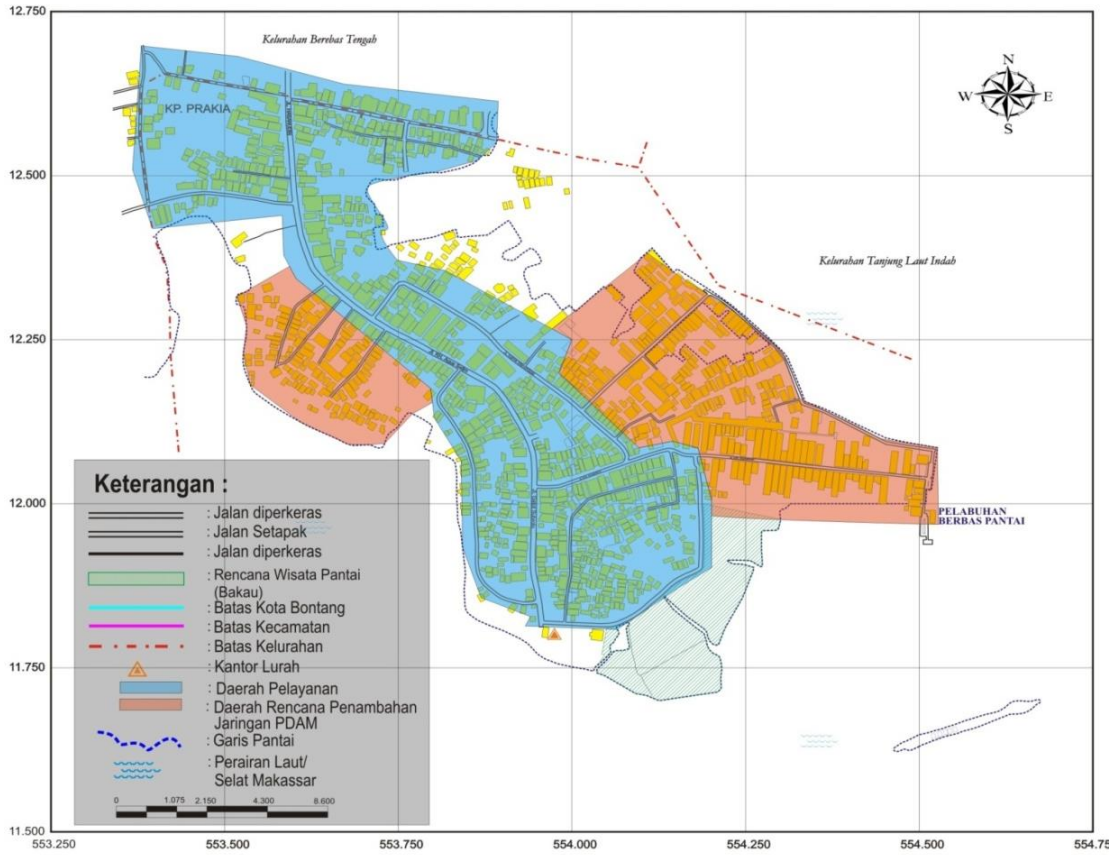 12.750
Kelurahan Berebas Tengah
N
W E
S
KP. PRAKIA
12.500
Kelurahan Tanjung Laut Indah
12.250
12.000
PELABUHAN
BERBAS PANTAI
Keterangan :
: Jalan diperkeras
: Jalan Setapak
: Jalan diperkeras
: Rencana Wisata Pantai
(Bakau)
: Batas Kota Bontang
: Batas Kecamatan
: Batas Kelurahan
: Kantor Lurah
: Daerah Pelayanan
: Daerah Rencana Penambahan
Jaringan PDAM
: Garis Pantai
: Perairan Laut/
Selat Makassar
0 1.075 2.150 4.300 8.600
11.750
11.500
553.250 553.500 553.750 554.000 554.250 554.500 554.75